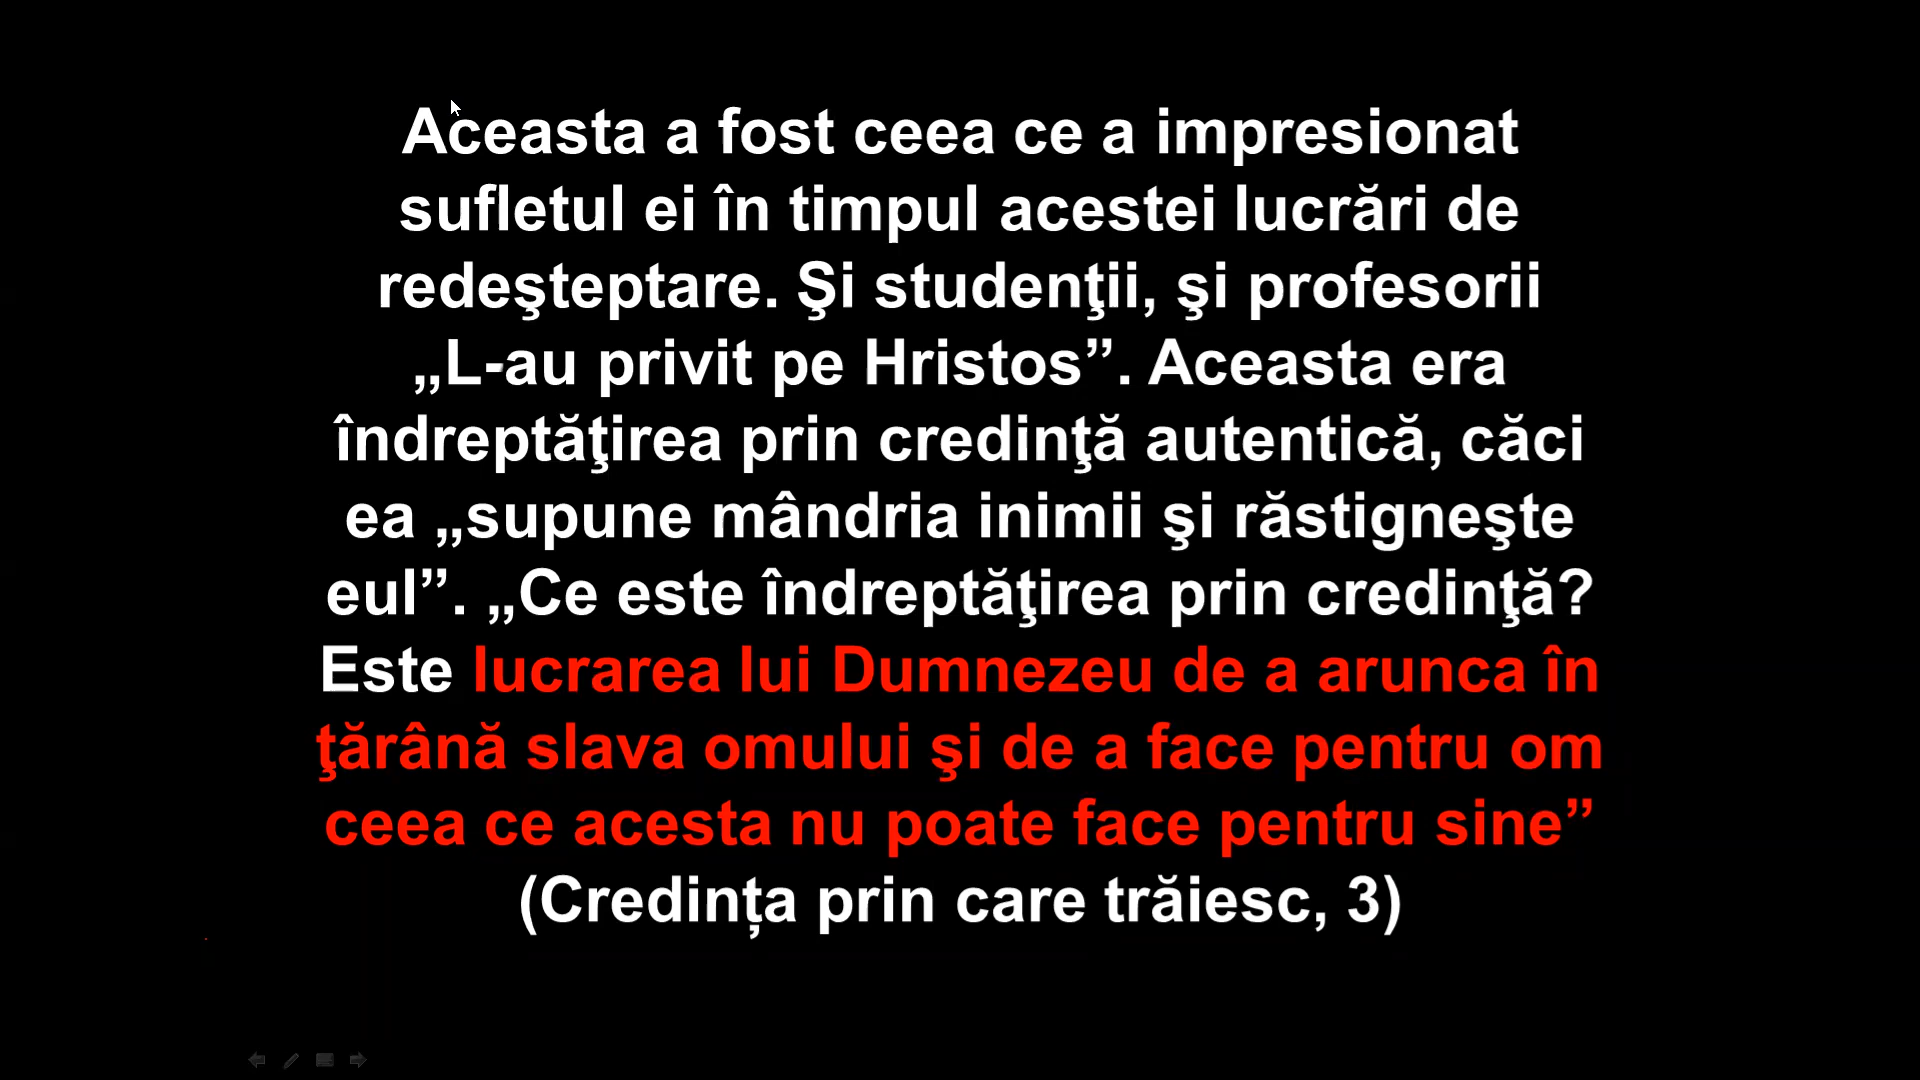 Aceasta a fost ceea ce a impresionat
sufletul ei în timpul acestei lucrări de
redeşteptare. Şi studenţii, şi profesorii
„L-au privit pe Hristos”. Aceasta era
îndreptăţirea prin credinţă autentică, căci
ea „supune mândria inimii şi răstigneşte
eul”. „Ce este îndreptăţirea prin credinţă?
Este lucrarea lui Dumnezeu de a arunca în
ţărână slava omului şi de a face pentru om
ceea ce acesta nu poate face pentru sine”
(Credința prin care trăiesc, 3)